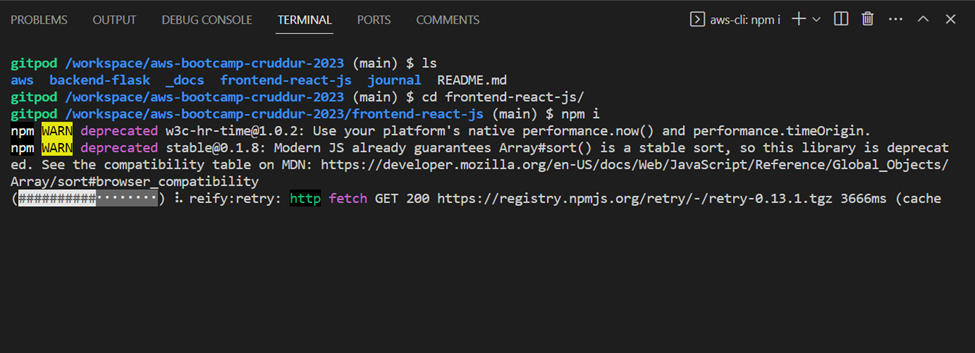 PROBLEMS OUTPUT DEBUG CONSOLE TERMINAL PORTS COMMENTS aws-cli: npm i
gitpod /workspace/aws-bootcamp-cruddur-2023 (main) $ ls
aws backend-flask _docs frontend-react-js journal README.md
gitpod /workspace/aws-bootcamp-cruddur-2023 (main) $ cd frontend-react-js/
gitpod /workspace/aws-bootcamp-cruddur-2023/frontend-react-js (main) $ npm i
npm WARN deprecated w3c-hr-time@1.0.2: Use your platform's native performance.now() and performance.timeOrigin.
npm WARN deprecated stable@0.1.8: Modern JS already guarantees Array#sort() is a stable sort, so this library is deprecat
ed. See the compatibility table on MDN: https://developer.mozilla.org/en-US/docs/Web/JavaScript/Reference/Global_Objects/
Array/sort#browser_compatibility
(##########⸩⠂⠂⠂⠂⠂⠂⠂⠂) ⠧ reify:retry: http fetch GET 200 https://registry.npmjs.org/retry/-/retry-0.13.1.tgz 3666ms (cache